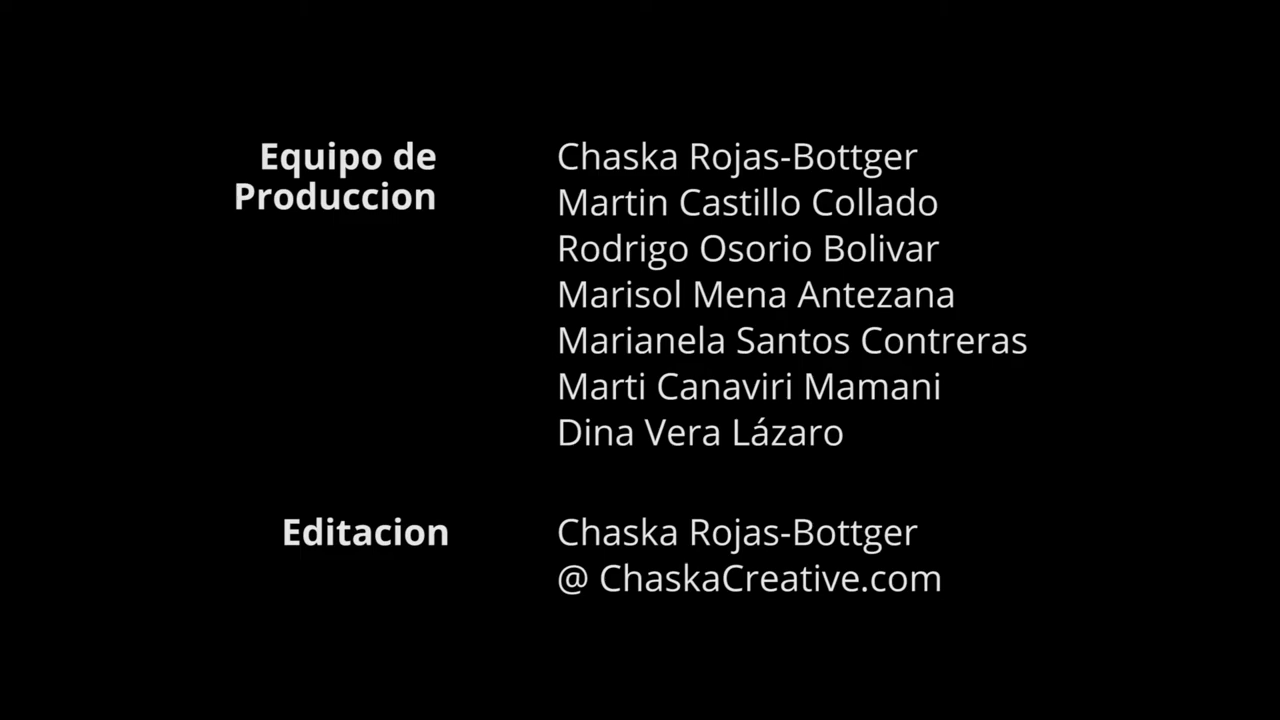 Equipo de
Produccion
Chaska Rojas-Bottger
Martin Castillo Collado
Rodrigo Osorio Bolivar
Marisol Mena Antezana
Marianela Santos Contreras
Marti Canaviri Mamani
Dina Vera Lázaro
Editacion
Chaska Rojas-Bottger
@ ChaskaCreative.com